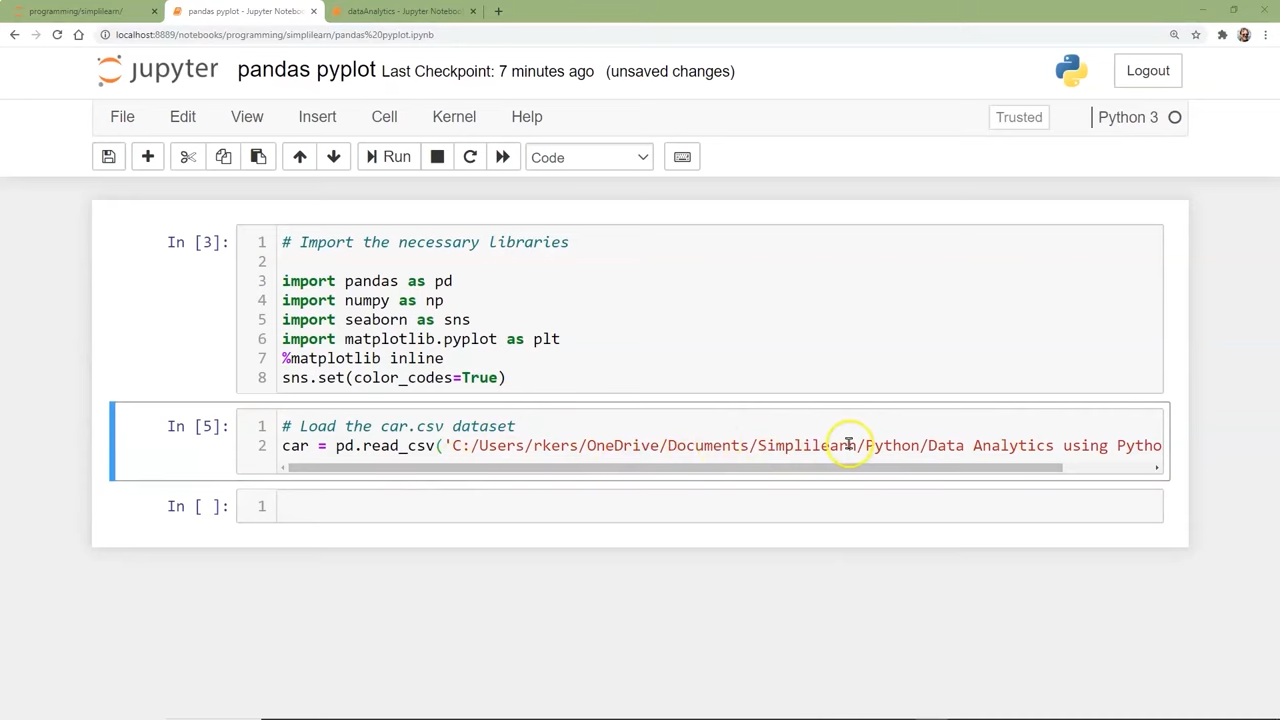 programming/simplilearn/
pandas pyplot - Jupyter Notebook
dataAnalytics - Jupyter Notebook
localhost:8889/notebooks/programming/simplilearn/pandas%20pyplot.ipynb
jupyter pandas pyplot Last Checkpoint: 7 minutes ago (unsaved changes) Logout
File Edit View Insert Cell Kernel Help Trusted Python 3
Run Code
In [3]: 1 # Import the necessary libraries
2
3 import pandas as pd
4 import numpy as np
5 import seaborn as sns
6 import matplotlib.pyplot as plt
7 %matplotlib inline
8 sns.set(color_codes=True)
In [5]: 1 # Load the car.csv dataset
2 car = pd.read_csv('C:/Users/rkers/OneDrive/Documents/Simplilearn/Python/Data Analytics using Pytho
In [ ]: 1